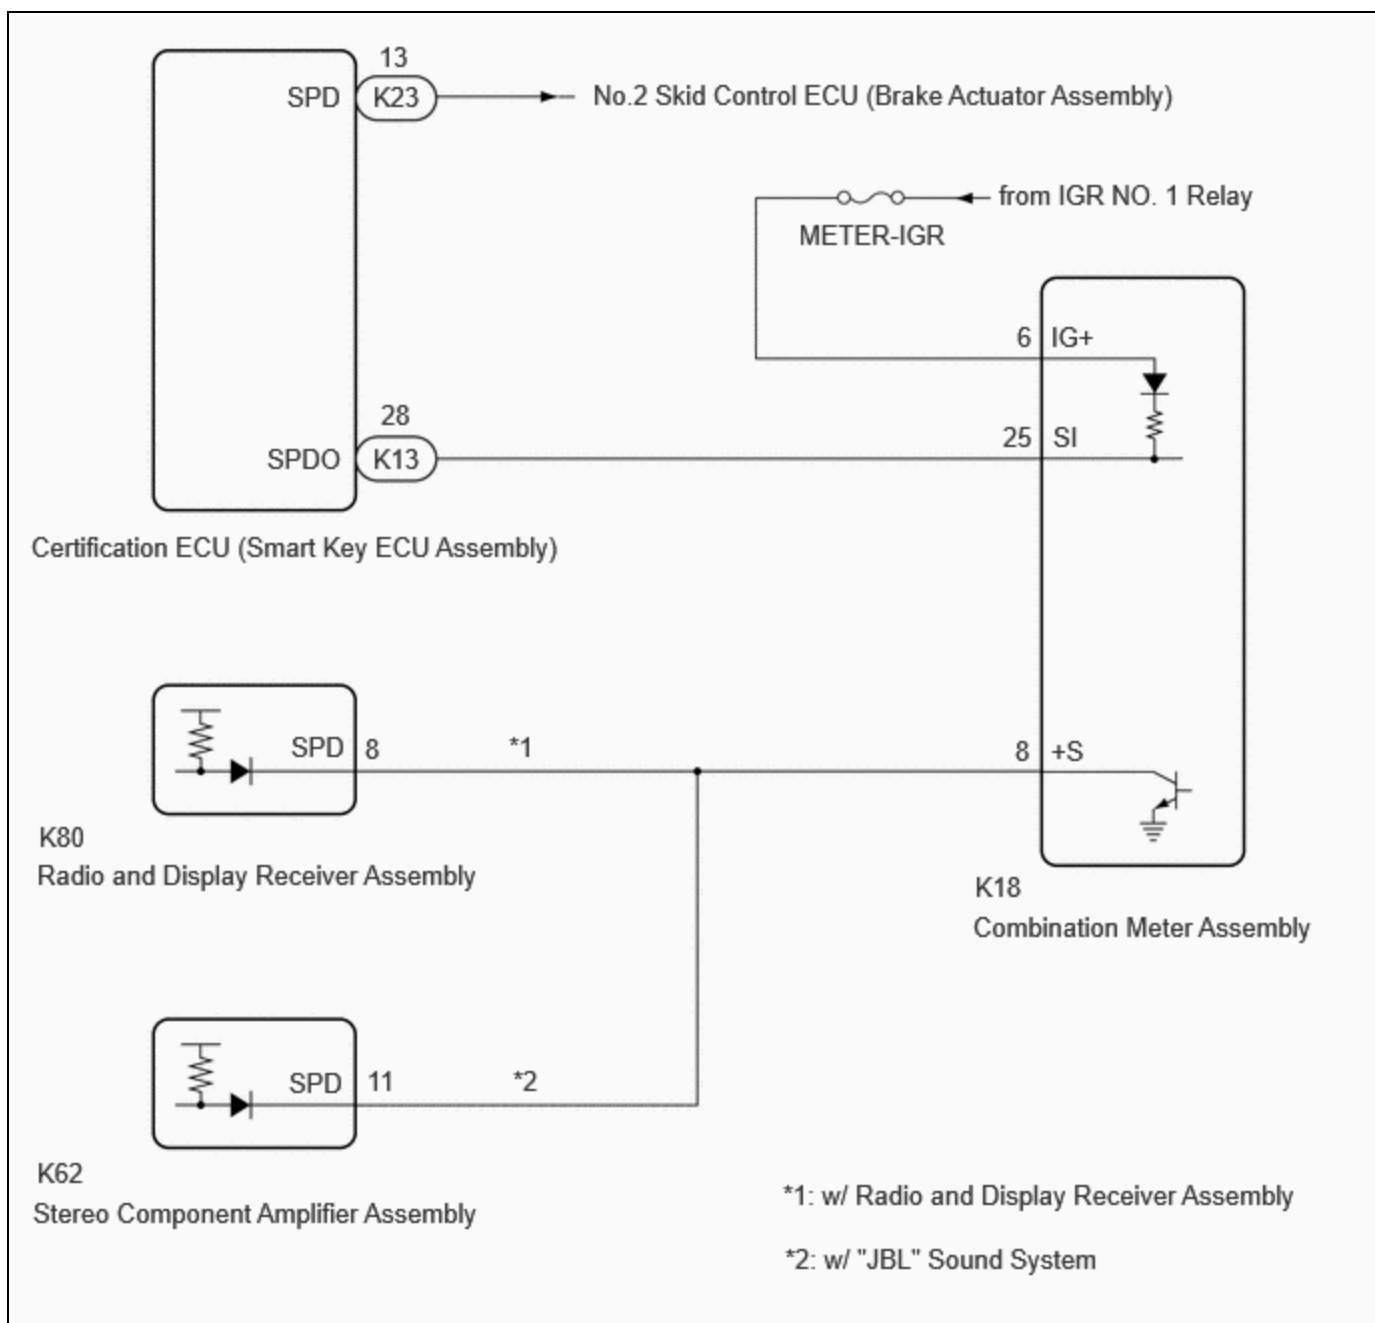 13
SPD
K23
No.2 Skid Control ECU (Brake Actuator Assembly)
from IGR NO. 1 Relay
METER-IGR
6
IG+
28
25
SI
SPDO
K13
Certification ECU (Smart Key ECU Assembly)
SPD
8
*1
8
+S
K80
Radio and Display Receiver Assembly
K18
Combination Meter Assembly
SPD
11
*2
K62
Stereo Component Amplifier Assembly
*1: w/ Radio and Display Receiver Assembly
*2: w/ "JBL" Sound System